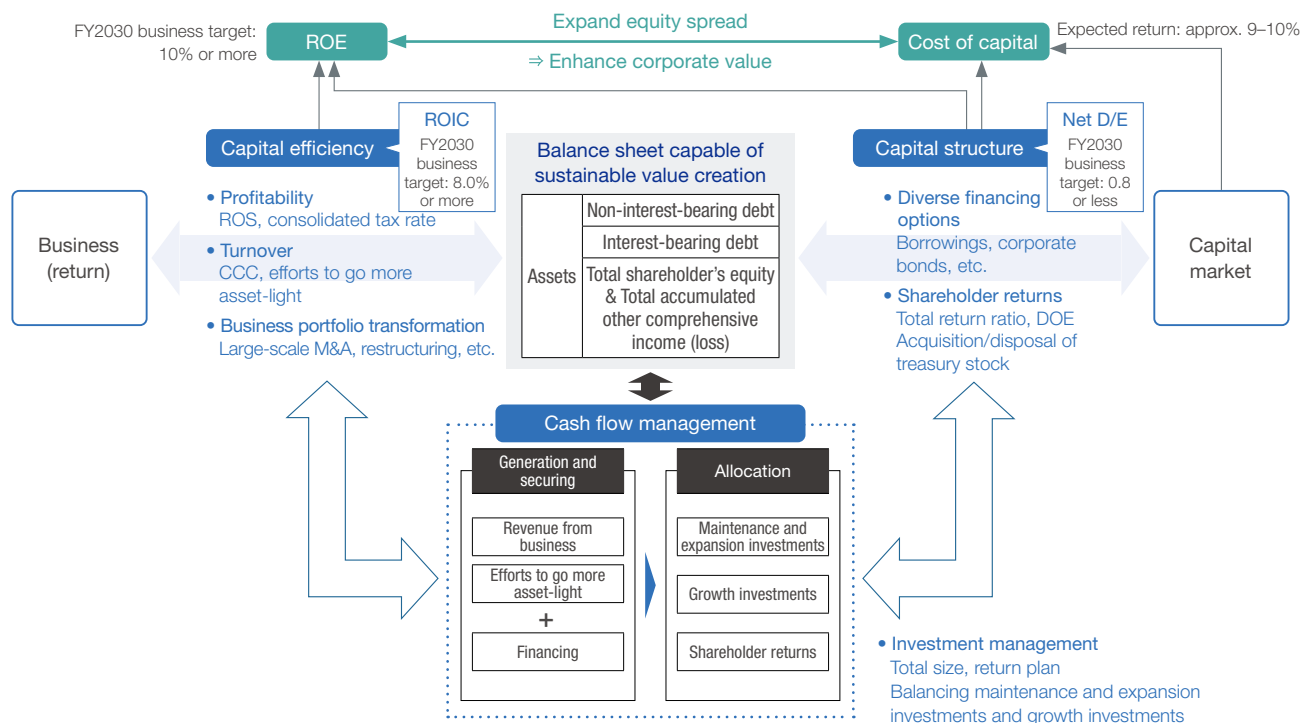 FY2030 business target:
10% or more
ROE
Expand equity spread
⇒ Enhance corporate value
Cost of capital
Expected return: approx. 9–10%
Capital efficiency
ROIC
FY2030
business
target: 8.0%
or more
Balance sheet capable of
sustainable value creation
Capital structure
Net D/E
FY2030
business
target: 0.8
or less
Business
(return)
• Profitability
ROS, consolidated tax rate
• Turnover
CCC, efforts to go more
asset-light
• Business portfolio transformation
Large-scale M&A, restructuring, etc.
Assets
Non-interest-bearing debt
Interest-bearing debt
Total shareholder’s equity
& Total accumulated
other comprehensive
income (loss)
• Diverse financing
options
Borrowings, corporate
bonds, etc.
• Shareholder returns
Total return ratio, DOE
Acquisition/disposal of
treasury stock
Capital
market
Cash flow management
Generation and
securing
Revenue from
business
Efforts to go more
asset-light
+
Financing
Allocation
Maintenance and
expansion investments
Growth investments
Shareholder returns
• Investment management
Total size, return plan
Balancing maintenance and expansion
investments and growth investments